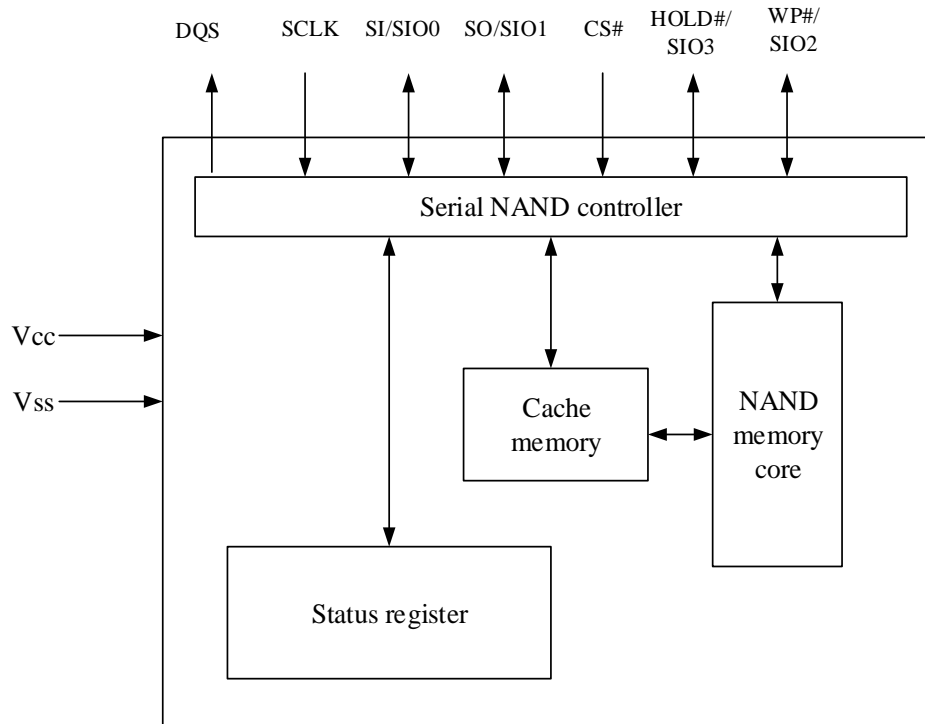 DQS
SCLK
SI/SIO0
SO/SIO1
CS#
HOLD#/
SIO3
WP#/
SIO2
Serial NAND controller
Vcc
Vss
Cache
memory
NAND
memory
core
Status register